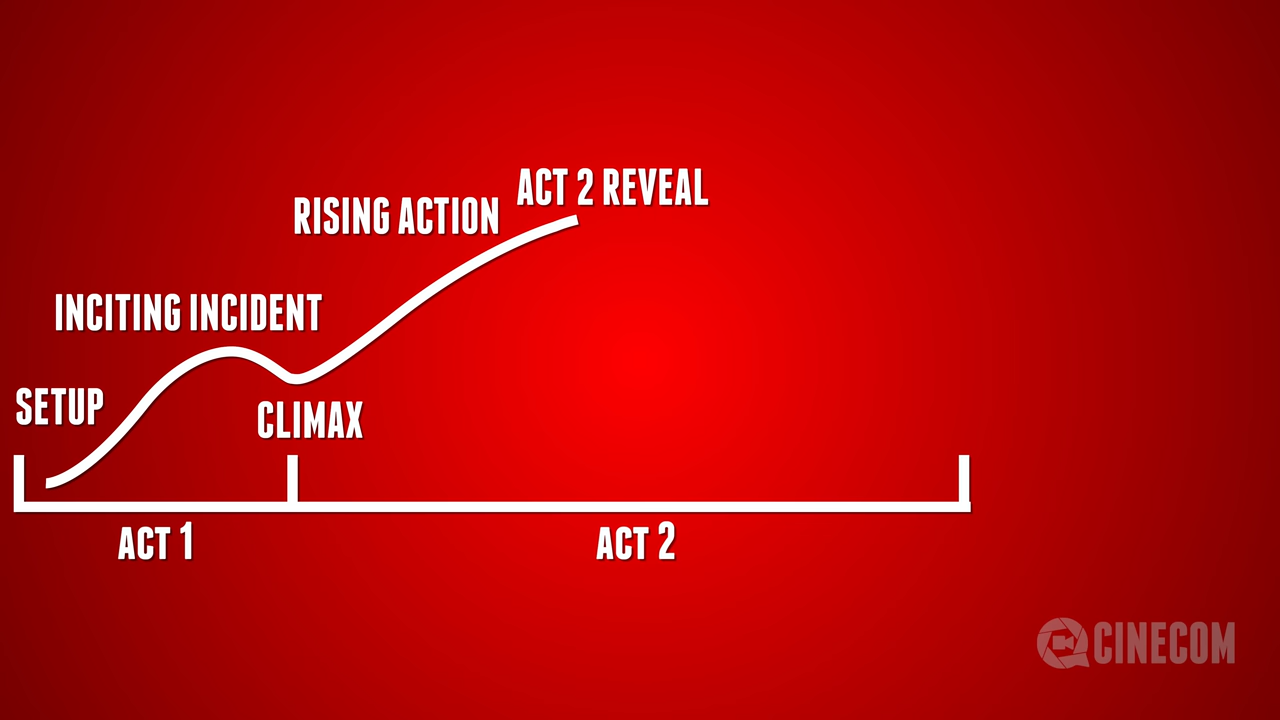 ACT 2 REVEAL
RISING ACTION
INCITING INCIDENT
SETUP
CLIMAX
ACT 1
ACT 2
CINECOM